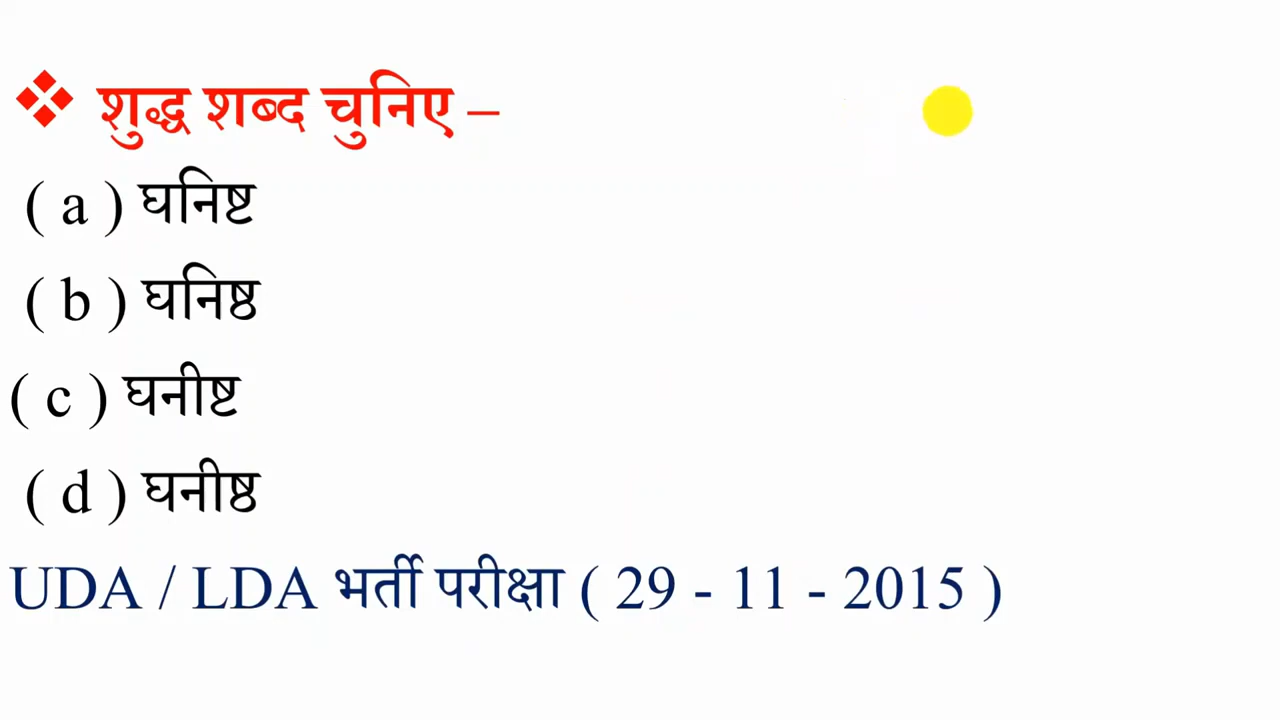 ❖ शुद्ध शब्द चुनिए –
( a ) घनिष्ट
( b ) घनिष्ठ
( c ) घनीष्ट
( d ) घनीष्ठ
UDA / LDA भर्ती परीक्षा ( 29 - 11 - 2015 )